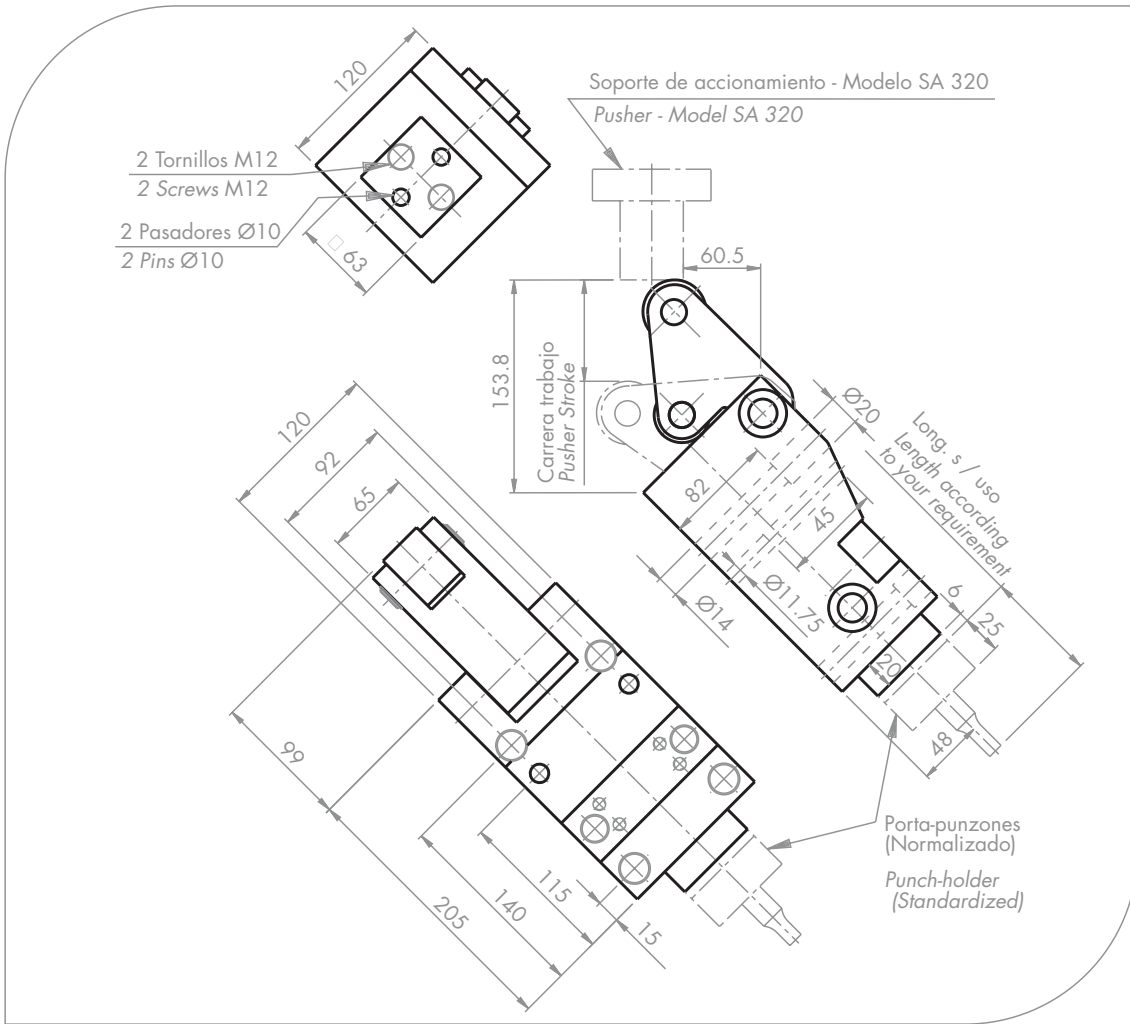 120
2 Tornillos M12
2 Screws M12
2 Pasadores Ø10
2 Pins Ø10
□ 63
Soporte de accionamiento - Modelo SA 320
Pusher - Model SA 320
60.5
153.8
Carrera trabajo
Pusher Stroke
Ø20
Long. s / uso
Length according
to your requirement
82
45
Ø14
Ø11.75
6
25
20
48
120
92
65
99
205
140
115
15
Porta-punzones
(Normalizado)
Punch-holder
(Standardized)